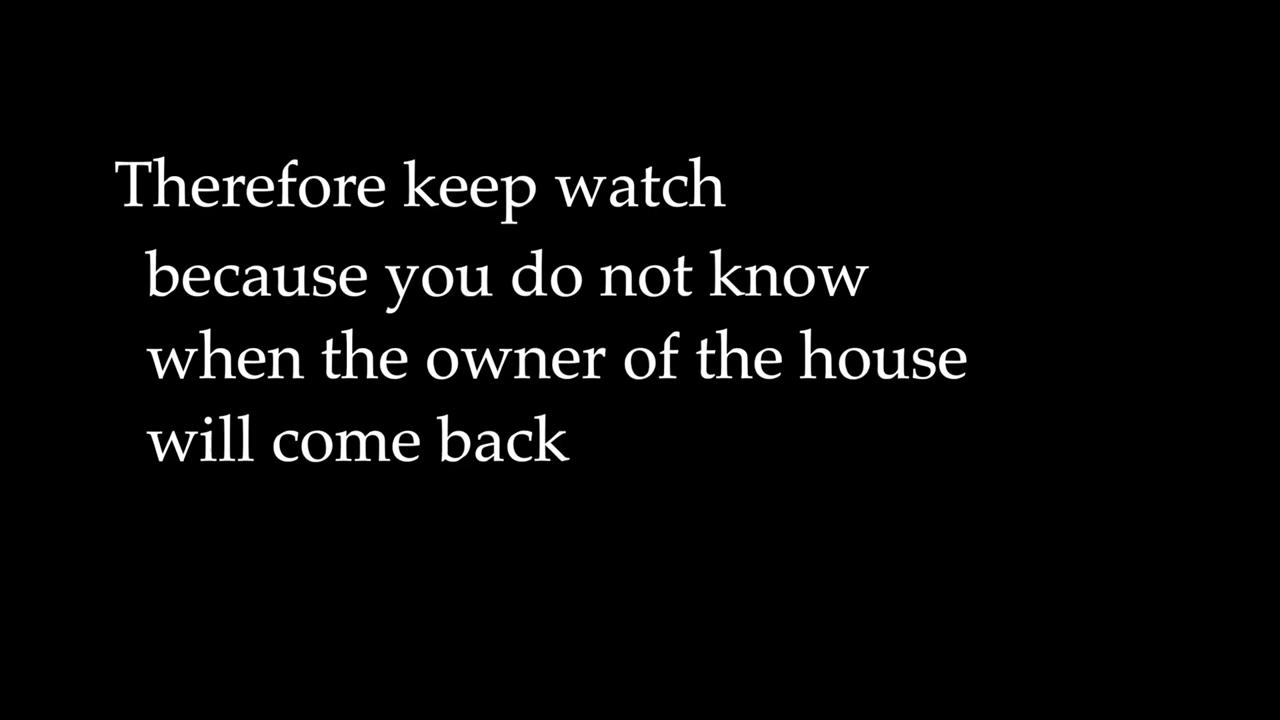 Therefore keep watch
because you do not know
when the owner of the house
will come back